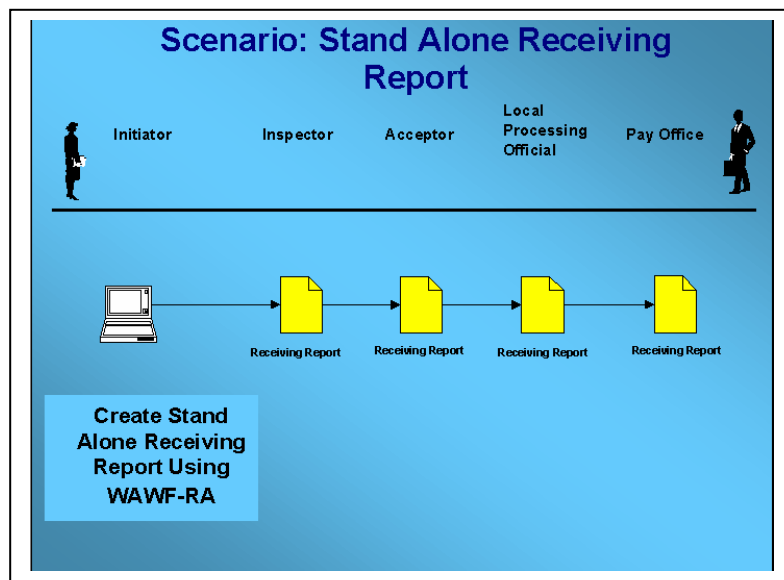 Scenario: Stand Alone Receiving
Report
Initiator
Inspector
Acceptor
Local
Processing
Official
Pay Office
Receiving Report
Receiving Report
Receiving Report
Receiving Report
Create Stand
Alone Receiving
Report Using
WAWF-RA